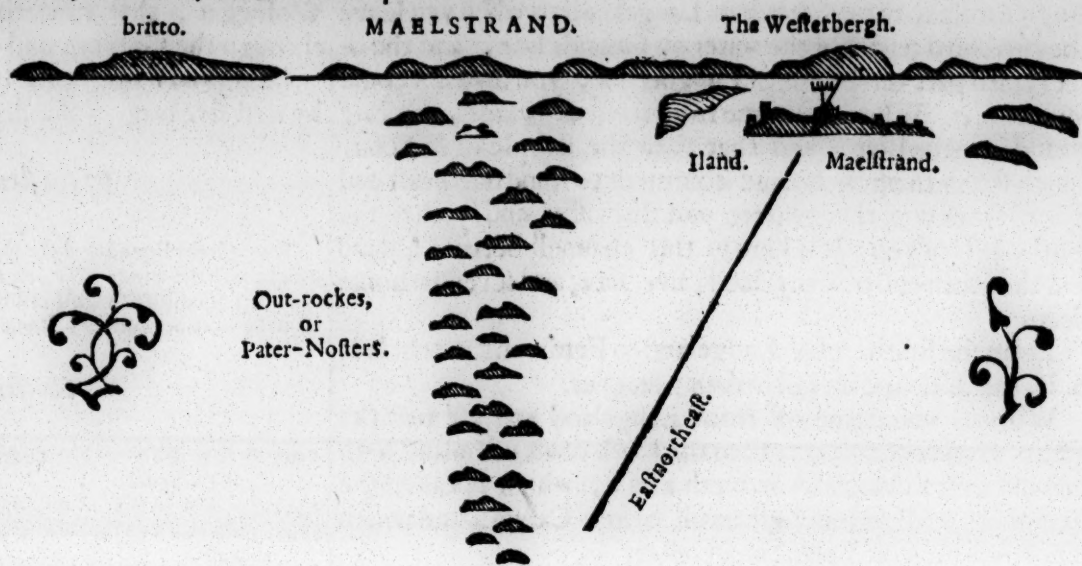 britto. MAELSTRAND. The Weſterbergh.
Iland. Maelſtrand.
Out-rockes,
or
Pater-Noſters.
Eaſtnortheaſt.